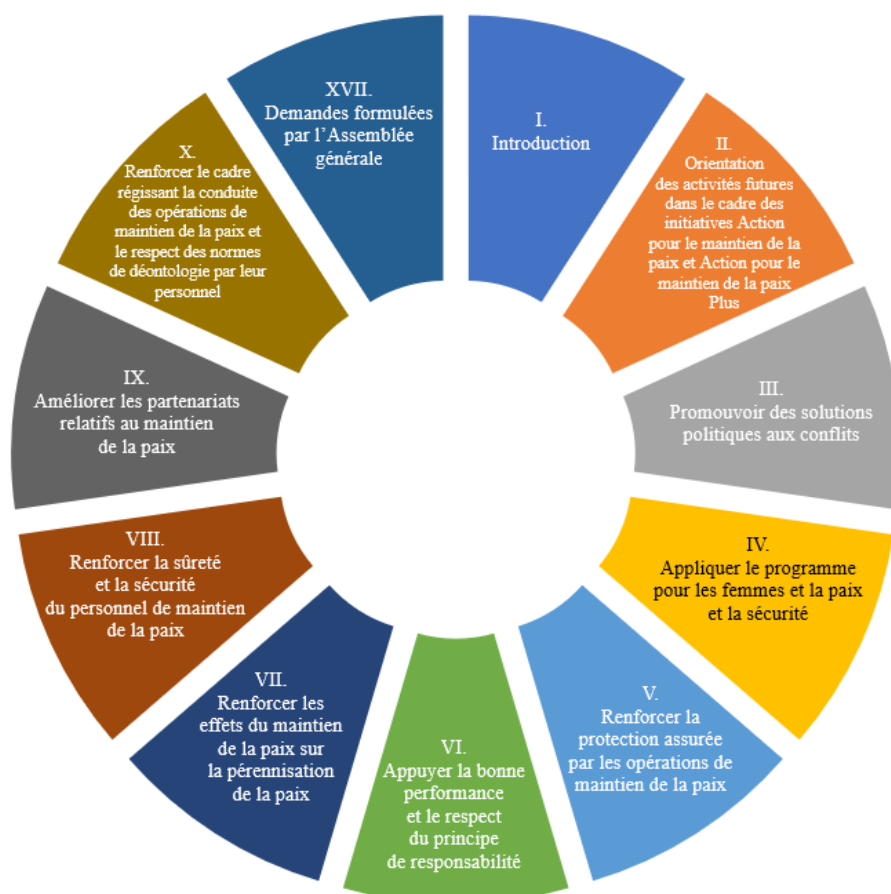 I.
Introduction
II.
Orientation
des activités futures
dans le cadre des
initiatives Action
pour le maintien de la
paix et Action pour le
maintien de la paix
Plus
III.
Promouvoir des solutions
politiques aux conflits
IV.
Appliquer le programme
pour les femmes et la paix
et la sécurité
V.
Renforcer la
protection assurée
par les opérations de
maintien de la paix
VI.
Appuyer la bonne
performance
et le respect
du principe
de responsabilité
VII.
Renforcer les
effets du maintien
de la paix sur
la pérennisation
de la paix
VIII.
Renforcer la sûreté
et la sécurité
du personnel de maintien
de la paix
IX.
Améliorer les partenariats
relatifs au maintien
de la paix
X.
Renforcer le cadre
régissant la conduite
des opérations de
maintien de la paix et
le respect des normes
de déontologie par leur
personnel
XVII.
Demandes formulées
par l'Assemblée
générale